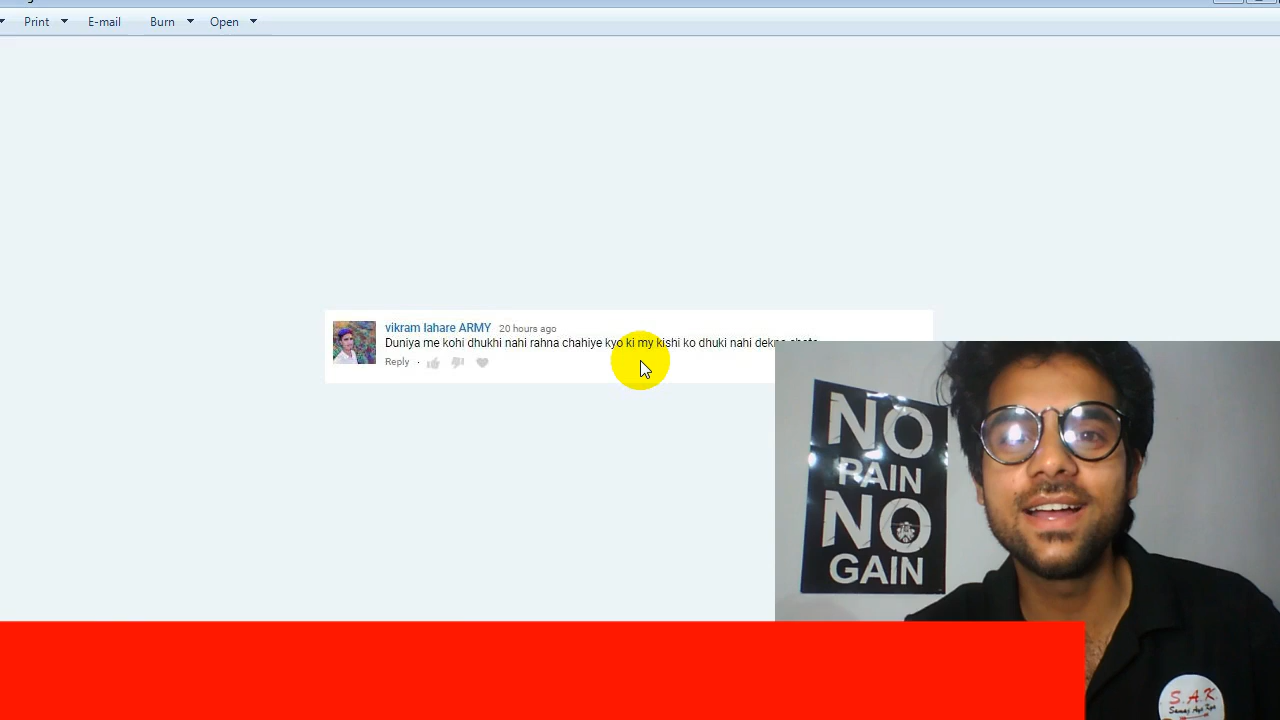 Print E-mail Burn Open
vikram lahare ARMY 20 hours ago
Duniya me kohi dhukhi nahi rahna chahiye kyo ki my kishi ko dhuki nahi
Reply ·
NO
PAIN
NO
GAIN
S.A.K